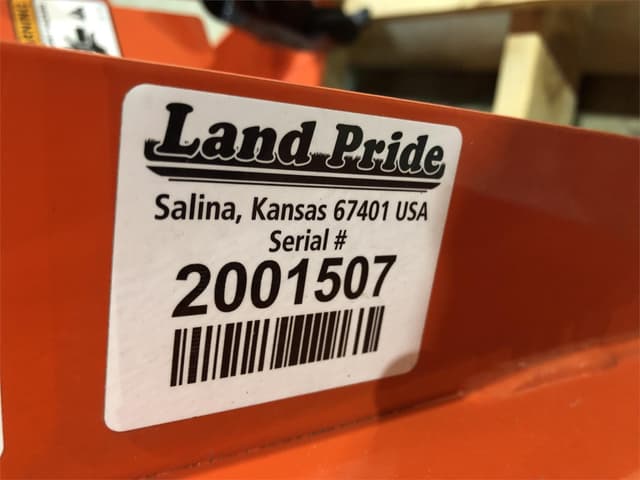 Land Pride
Salina, Kansas 67401 USA
Serial #
2001507